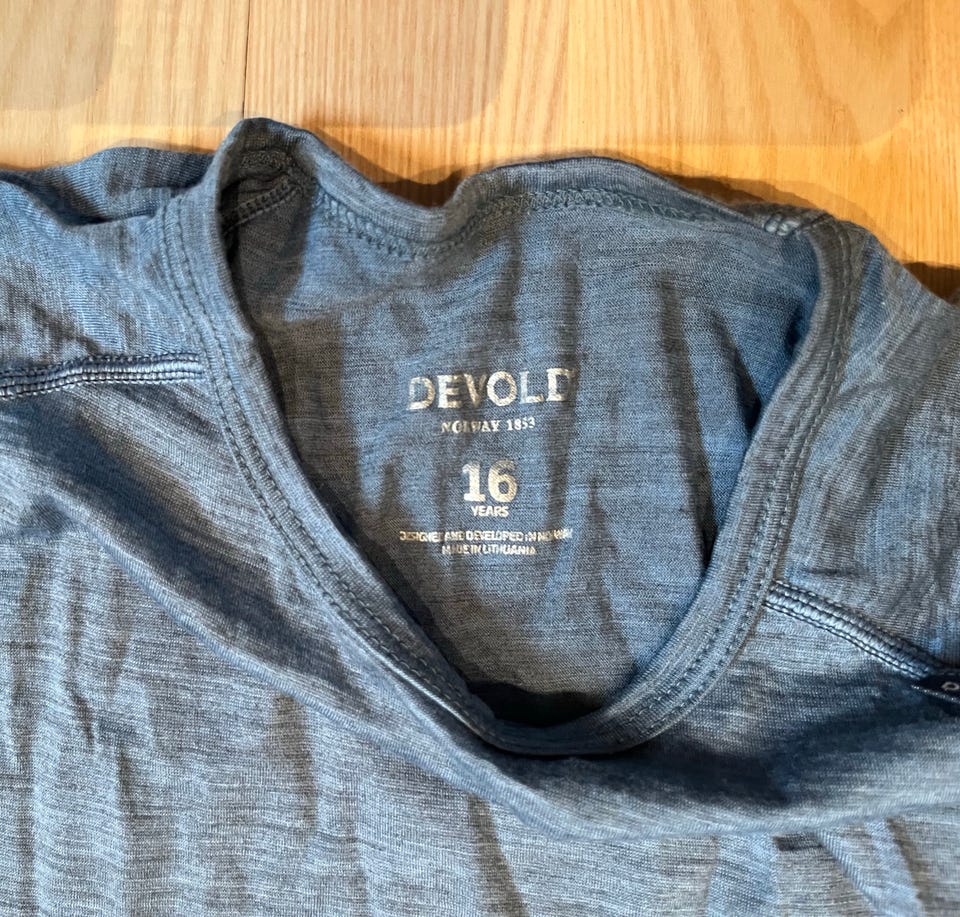 DEVOLD
NORWAY 1853
16
YEARS
DESIGNED AND DEVELOPED IN NORWAY
MADE IN LITHUANIA